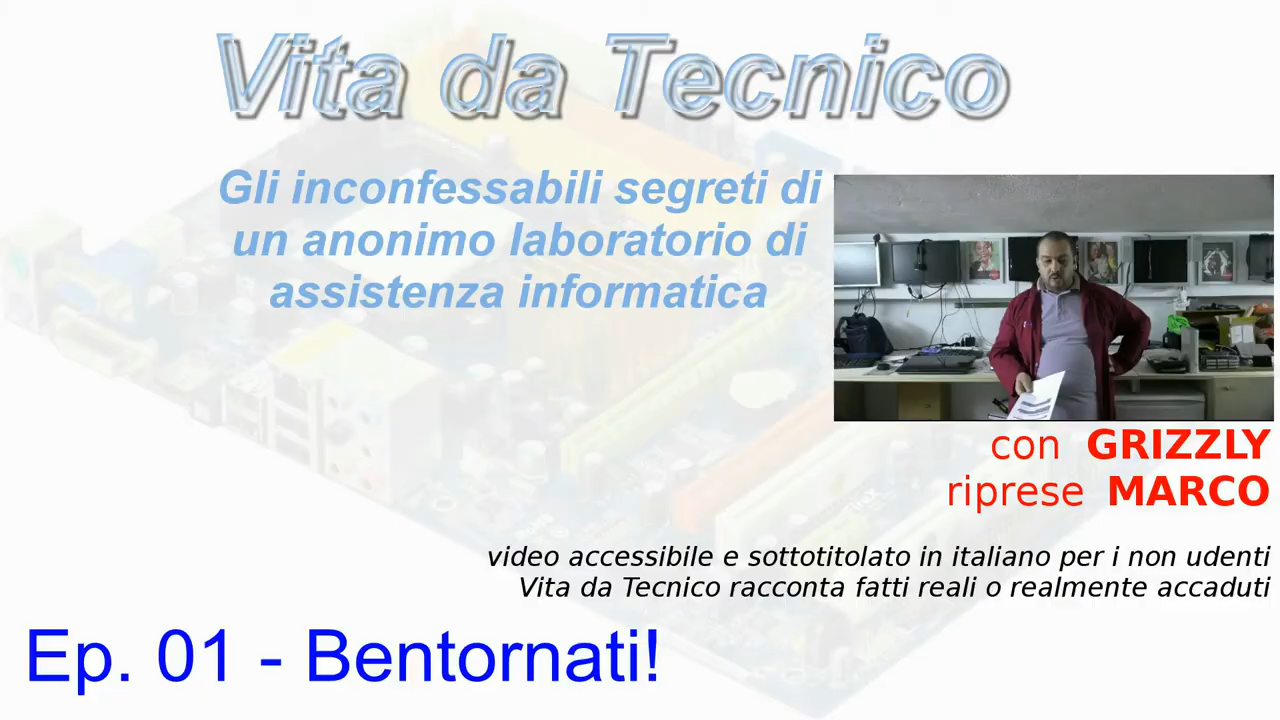 Vita da Tecnico
Gli inconfessabili segreti di
un anonimo laboratorio di
assistenza informatica
con GRIZZLY
riprese MARCO
video accessibile e sottotitolato in italiano per i non udenti
Vita da Tecnico racconta fatti reali o realmente accaduti
Ep. 01 - Bentornati!